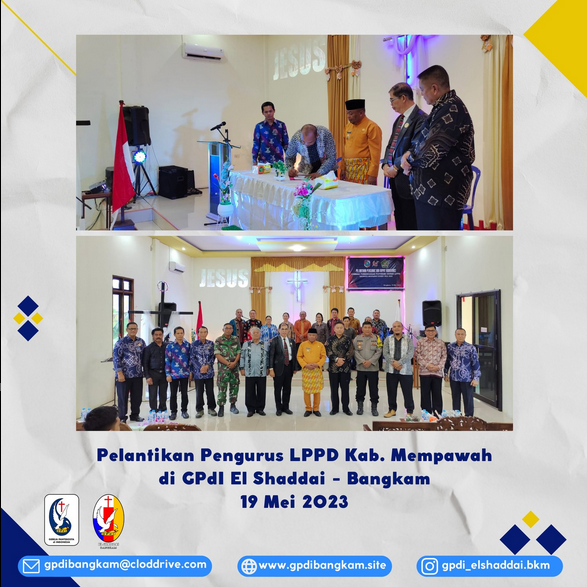 JESUS
JESUS
Pelantikan Pengurus LPPD Kab. Mempawah
di GPdI El Shaddai - Bangkam
19 Mei 2023
gpdibangkam@cloddrive.com
www.gpdibangkam.site
gpdi_elshaddai.bkm